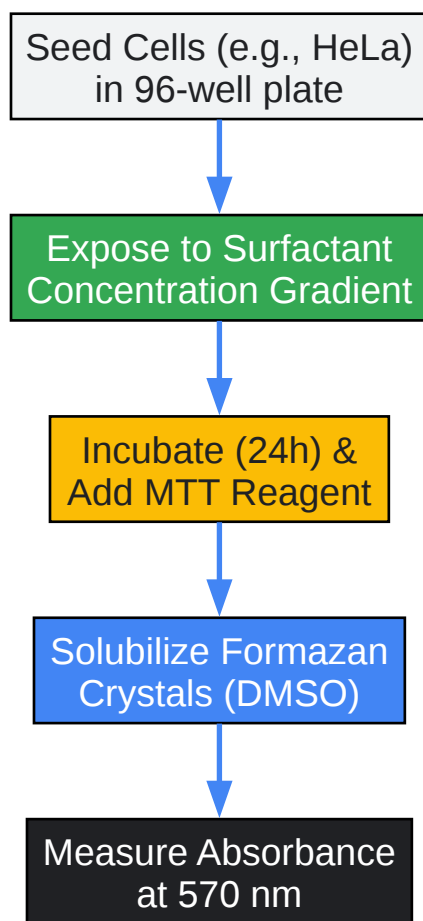 Seed Cells (e.g., HeLa)
in 96-well plate
Expose to Surfactant
Concentration Gradient
Incubate (24h) &
Add MTT Reagent
Solubilize Formazan
Crystals (DMSO)
Measure Absorbance
at 570 nm